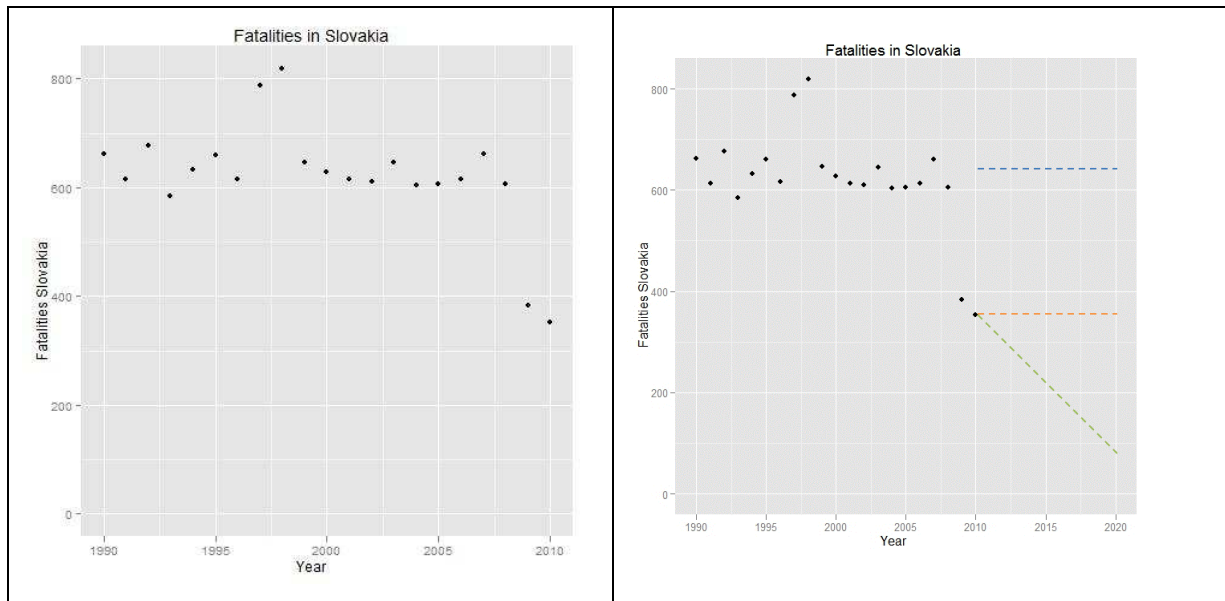 Fatalities in Slovakia
800
600
400
200
0
Fatalities Slovakia
1990 1995 2000 2005 2010
Year
Fatalities in Slovakia
800
600
400
200
0
Fatalities Slovakia
1990 1995 2000 2005 2010 2015 2020
Year